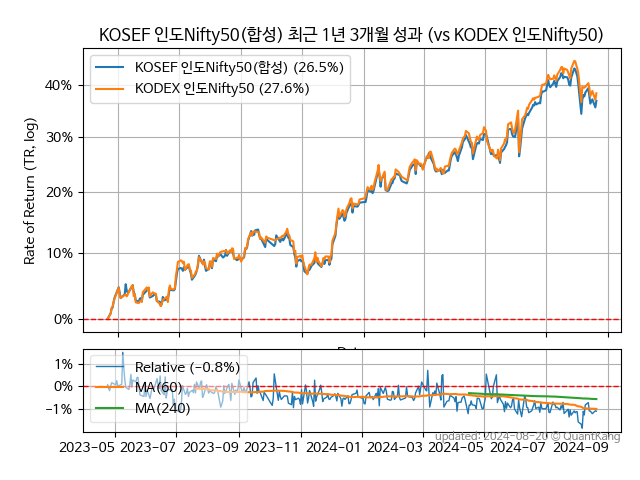 KOSEF 인도Nifty50(합성) 최근 1년 3개월 성과 (vs KODEX 인도Nifty50)
KOSEF 인도Nifty50(합성) (26.5%)
KODEX 인도Nifty50 (27.6%)
Rate of Return (TR, log)
40%
30%
20%
10%
0%
Relative (−0.8%)
MA(60)
MA(240)
1%
0%
−1%
2023−05 2023−07 2023−09 2023−11 2024−01 2024−03 2024−05 2024−07 2024−09
updated: 2024−08−20 © QuantKang